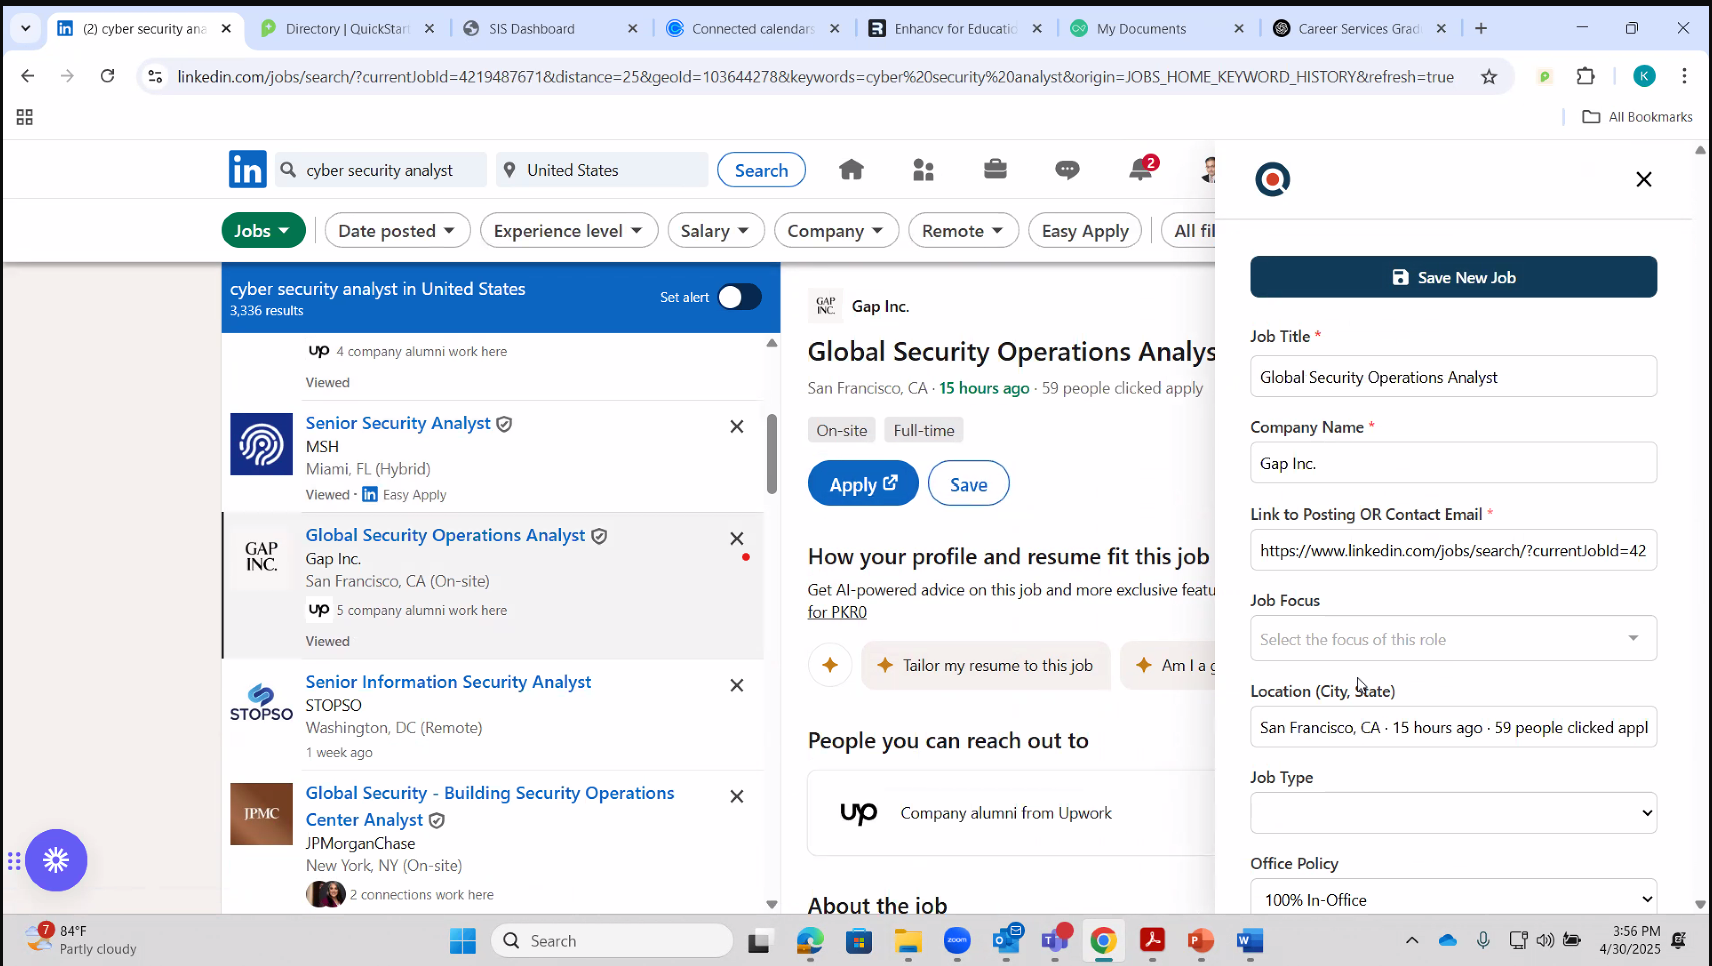 (2) cyber security ana
Directory | QuickStart
SIS Dashboard
Connected calendars
Enhancv for Educatio
My Documents
Career Services Grad
linkedin.com/jobs/search/?currentJobId=4219487671&distance=25&geoId=103644278&keywords=cyber%20security%20analyst&origin=JOBS_HOME_KEYWORD_HISTORY&refresh=true
K
All Bookmarks
in
cyber security analyst
United States
Search
2
Jobs
Date posted
Experience level
Salary
Company
Remote
Easy Apply
All fil
cyber security analyst in United States
3,336 results
Set alert
up 4 company alumni work here
Viewed
Senior Security Analyst
MSH
Miami, FL (Hybrid)
Viewed · in Easy Apply
GAP INC.
Global Security Operations Analyst
Gap Inc.
San Francisco, CA (On-site)
up 5 company alumni work here
Viewed
STOPSO
Senior Information Security Analyst
STOPSO
Washington, DC (Remote)
1 week ago
JPMC
Global Security - Building Security Operations
Center Analyst
JPMorganChase
New York, NY (On-site)
2 connections work here
GAP INC.
Gap Inc.
Global Security Operations Analys
San Francisco, CA · 15 hours ago · 59 people clicked apply
On-site
Full-time
Apply
Save
How your profile and resume fit this job
Get AI-powered advice on this job and more exclusive featu
for PKR0
Tailor my resume to this job
Am I a g
People you can reach out to
up Company alumni from Upwork
About the job
Save New Job
Job Title *
Global Security Operations Analyst
Company Name *
Gap Inc.
Link to Posting OR Contact Email *
https://www.linkedin.com/jobs/search/?currentJobId=42
Job Focus
Select the focus of this role
Location (City, State)
San Francisco, CA · 15 hours ago · 59 people clicked appl
Job Type
Office Policy
100% In-Office
7
84°F
Partly cloudy
Search
zoom
3:56 PM
4/30/2025